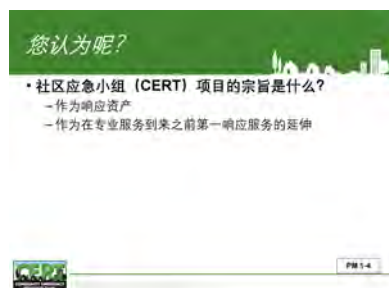 您认为呢?
• 社区应急小组（CERT）项目的宗旨是什么?
–作为响应资产
–作为在专业服务到来之前第一响应服务的延伸
CERT
PM 1-4